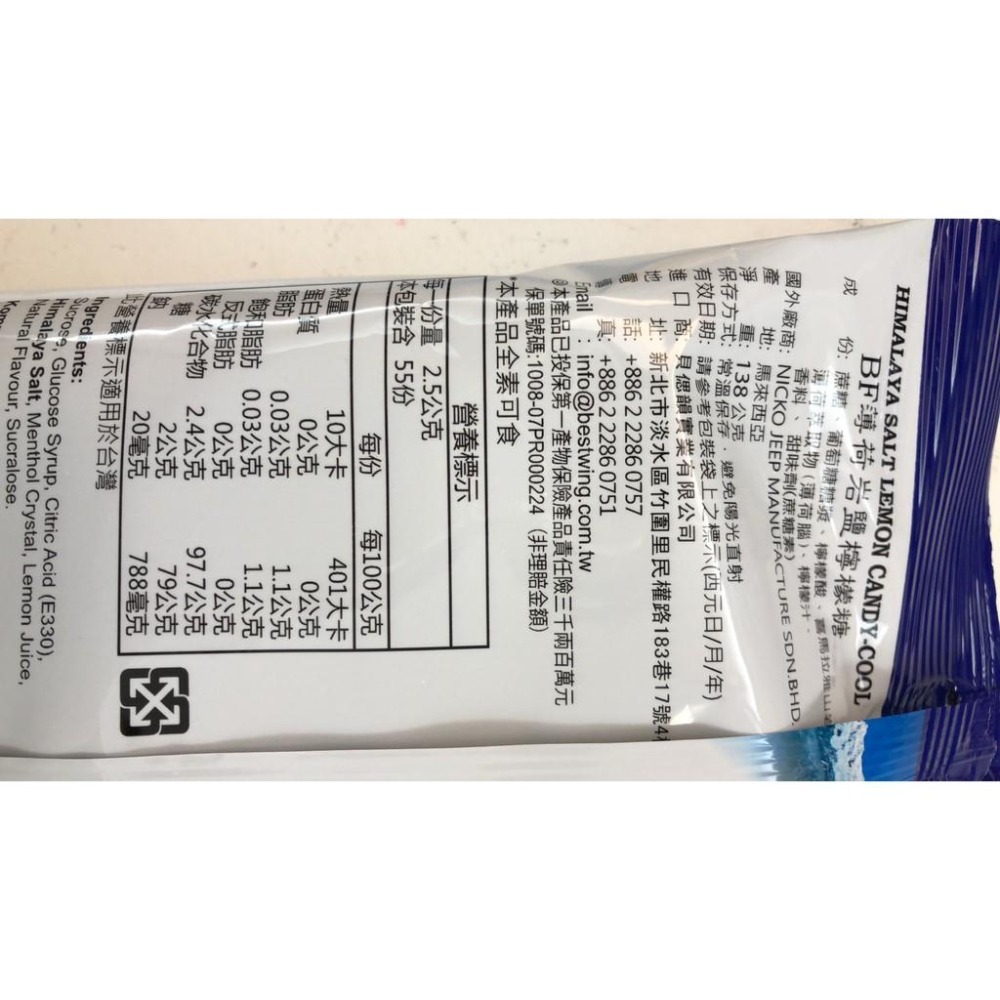 HIMALAYA SALT LEMON CANDY-COOL
BF薄荷岩鹽檸檬糖
成 份: 蔗糖、葡萄糖糖漿、檸檬酸、喜馬拉雅山岩
薄荷萃取物(薄荷腦)、檸檬汁、
香料、甜味劑(蔗糖素)
國外廠商: NICKO JEEP MANUFACTURE SDN.BHD.
產 地: 馬來西亞
淨 重: 138公克
保存方式: 常溫保存,避免陽光直射
有效日期: 請參考包裝袋上之標示(西元日/月/年)
進 口 商: 貝偲韻實業有限公司
地 址: 新北市淡水區竹圍里民權路183巷17號4
電 話: +886 2 2286 0757
傳 真: +886 2 2286 0751
Email : info@bestwing.com.tw
◎本產品已投保第一產物保險產品責任險三千兩百萬元
保單號碼:1008-07PR000224 (非理賠金額)
*本產品全素可食
營養標示
每一份量 2.5公克
本包裝含 55份
每份 每100公克
熱量 10大卡 401大卡
蛋白質 0公克 0公克
脂肪 0.03公克 1.1公克
飽和脂肪 0.03公克 1.1公克
反式脂肪 0公克 0公克
碳水化合物 2.4公克 97.7公克
糖 2公克 79公克
鈉 20毫克 788毫克
此營養標示適用於台灣
Ingredients:
Sucrose, Glucose Syrup, Citric Acid (E330),
Himalaya Salt, Menthol Crystal, Lemon Juice,
Natural Flavour, Sucralose.